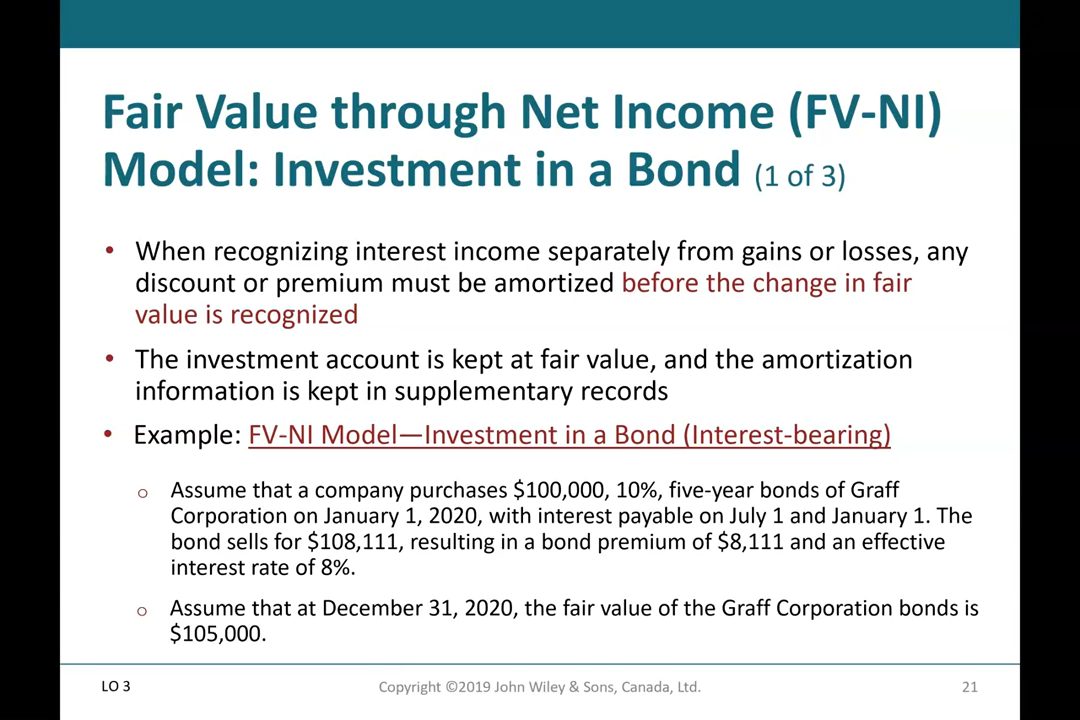 Fair Value through Net Income (FV-NI)
Model: Investment in a Bond (1 of 3)
• When recognizing interest income separately from gains or losses, any
discount or premium must be amortized before the change in fair
value is recognized
• The investment account is kept at fair value, and the amortization
information is kept in supplementary records
• Example: FV-NI Model—Investment in a Bond (Interest-bearing)
o Assume that a company purchases $100,000, 10%, five-year bonds of Graff
Corporation on January 1, 2020, with interest payable on July 1 and January 1. The
bond sells for $108,111, resulting in a bond premium of $8,111 and an effective
interest rate of 8%.
o Assume that at December 31, 2020, the fair value of the Graff Corporation bonds is
$105,000.
LO 3 Copyright ©2019 John Wiley & Sons, Canada, Ltd. 21